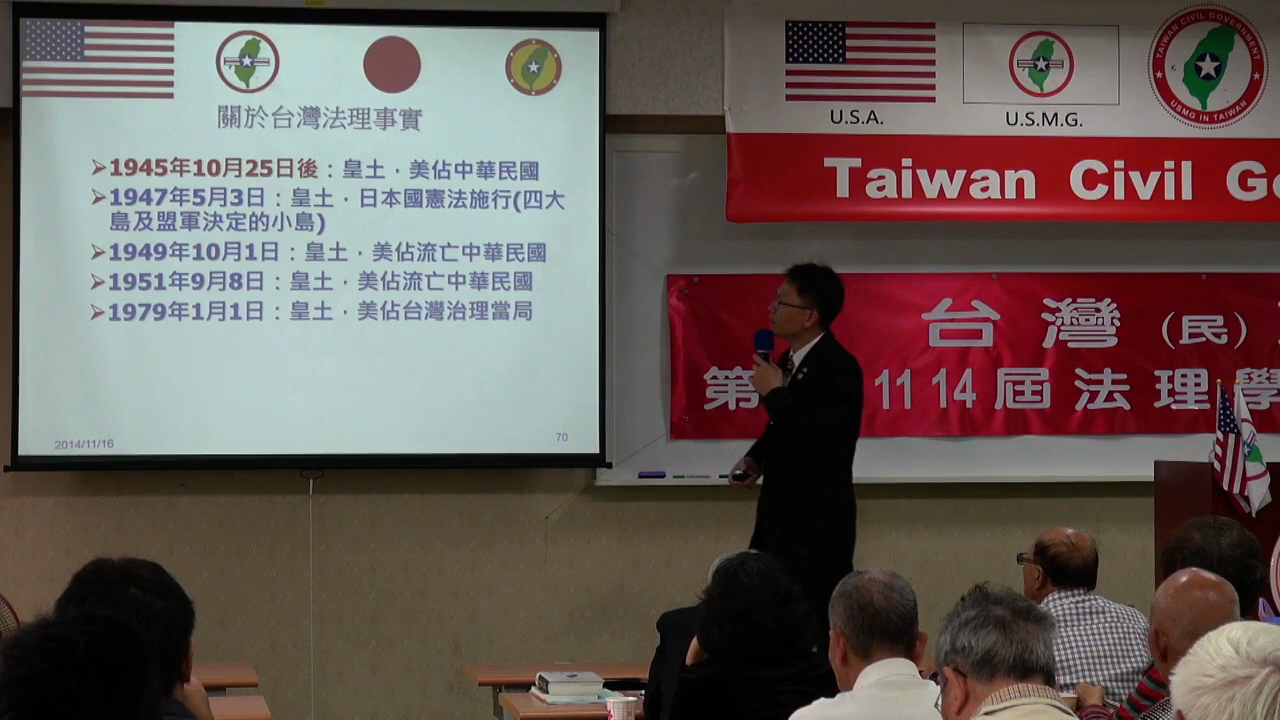 關於台灣法理事實
➢1945年10月25日後：皇土．美佔中華民國
➢1947年5月3日：皇土．日本國憲法施行(四大
島及盟軍決定的小島)
➢1949年10月1日：皇土．美佔流亡中華民國
➢1951年9月8日：皇土．美佔流亡中華民國
➢1979年1月1日：皇土．美佔台灣治理當局
2014/11/16
70
U.S.A.
U.S.M.G.
TAIWAN CIVIL GOVERNMENT
USMG IN TAIWAN
Taiwan Civil G
台灣（民）
第 11 14 屆法理學